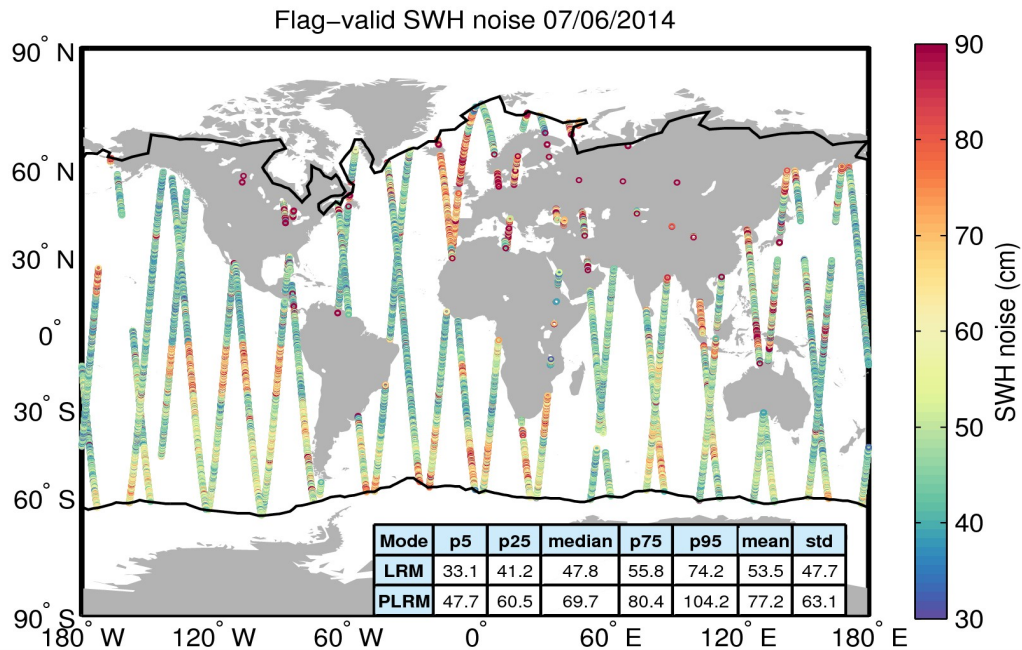 Flag−valid SWH noise 07/06/2014
90° N
60° N
30° N
0°
30° S
60° S
90° S
180° W
120° W
60° W
0°
60° E
120° E
180° E
Mode p5 p25 median p75 p95 mean std
LRM 33.1 41.2 47.8 55.8 74.2 53.5 47.7
PLRM 47.7 60.5 69.7 80.4 104.2 77.2 63.1
90
80
70
60
50
40
30
SWH noise (cm)